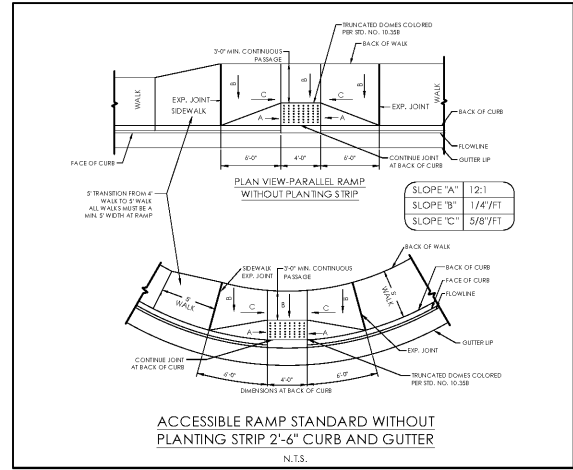 TRUNCATED DOMES COLORED
PER STD. NO. 10.35B
3'-0" MIN. CONTINUOUS
PASSAGE
BACK OF WALK
WALK
EXP. JOINT
SIDEWALK
B
B
B
C
C
A
A
EXP. JOINT
WALK
BACK OF CURB
FLOWLINE
GUTTER LIP
FACE OF CURB
6'-0"
4'-0"
6'-0"
CONTINUE JOINT
AT BACK OF CURB
PLAN VIEW-PARALLEL RAMP
WITHOUT PLANTING STRIP
SLOPE "A" 12:1
SLOPE "B" 1/4"/FT
SLOPE "C" 5/8"/FT
5' TRANSITION FROM 4'
WALK TO 5' WALK
ALL WALKS MUST BE A
MIN. 5' WIDTH AT RAMP
BACK OF WALK
SIDEWALK
EXP. JOINT
3'-0" MIN. CONTINUOUS
PASSAGE
BACK OF CURB
FACE OF CURB
FLOWLINE
5'
WALK
B
B
B
C
C
A
A
5'
WALK
GUTTER LIP
EXP. JOINT
CONTINUE JOINT
AT BACK OF CURB
TRUNCATED DOMES COLORED
PER STD. NO. 10.35B
6'-0"
4'-0"
6'-0"
DIMENSIONS AT BACK OF CURB
ACCESSIBLE RAMP STANDARD WITHOUT
PLANTING STRIP 2'-6" CURB AND GUTTER
N.T.S.